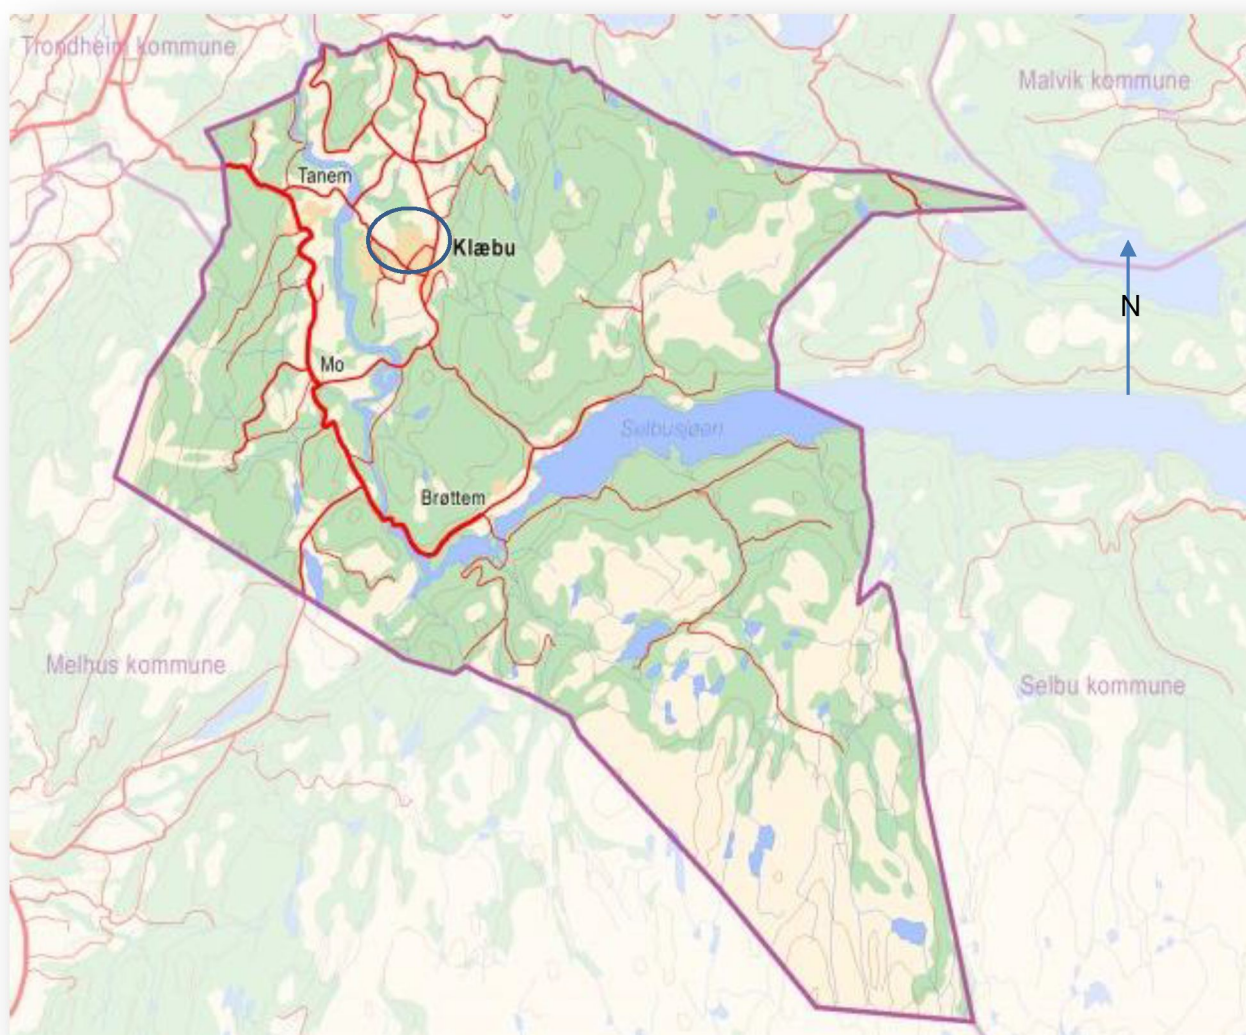 Trondheim kommune
Malvik kommune
Tanem
Klæbu
N
Mo
Selbusjøen
Brøttem
Melhus kommune
Selbu kommune